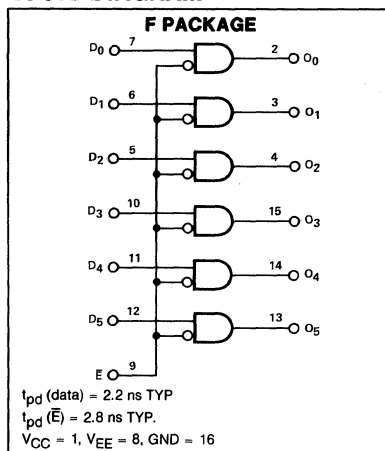 F PACKAGE
D0 7 2 O0
D1 6 3 O1
D2 5 4 O2
D3 10 15 O3
D4 11 14 O4
D5 12 13 O5
E̅ 9
tpd (data) = 2.2 ns TYP
tpd (E̅) = 2.8 ns TYP.
VCC = 1, VEE = 8, GND = 16